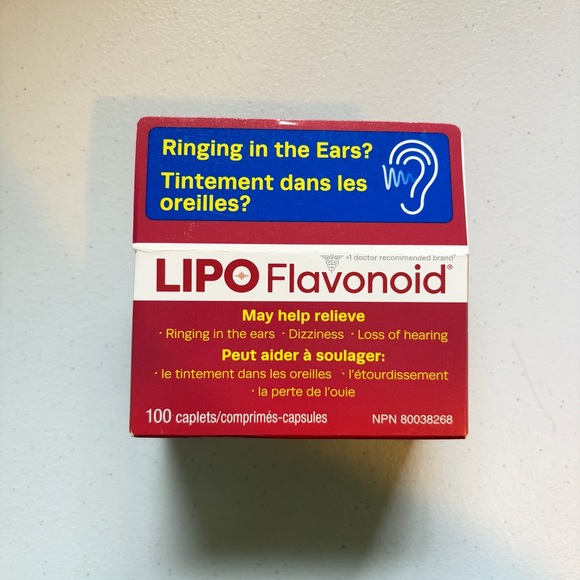 Ringing in the Ears?
Tintement dans les
oreilles?
#1 doctor recommended brand†
LIPO Flavonoid®
May help relieve
· Ringing in the ears · Dizziness · Loss of hearing
Peut aider à soulager:
· le tintement dans les oreilles · l'étourdissement
· la perte de l'ouïe
100 caplets/comprimés-capsules
NPN 80038268